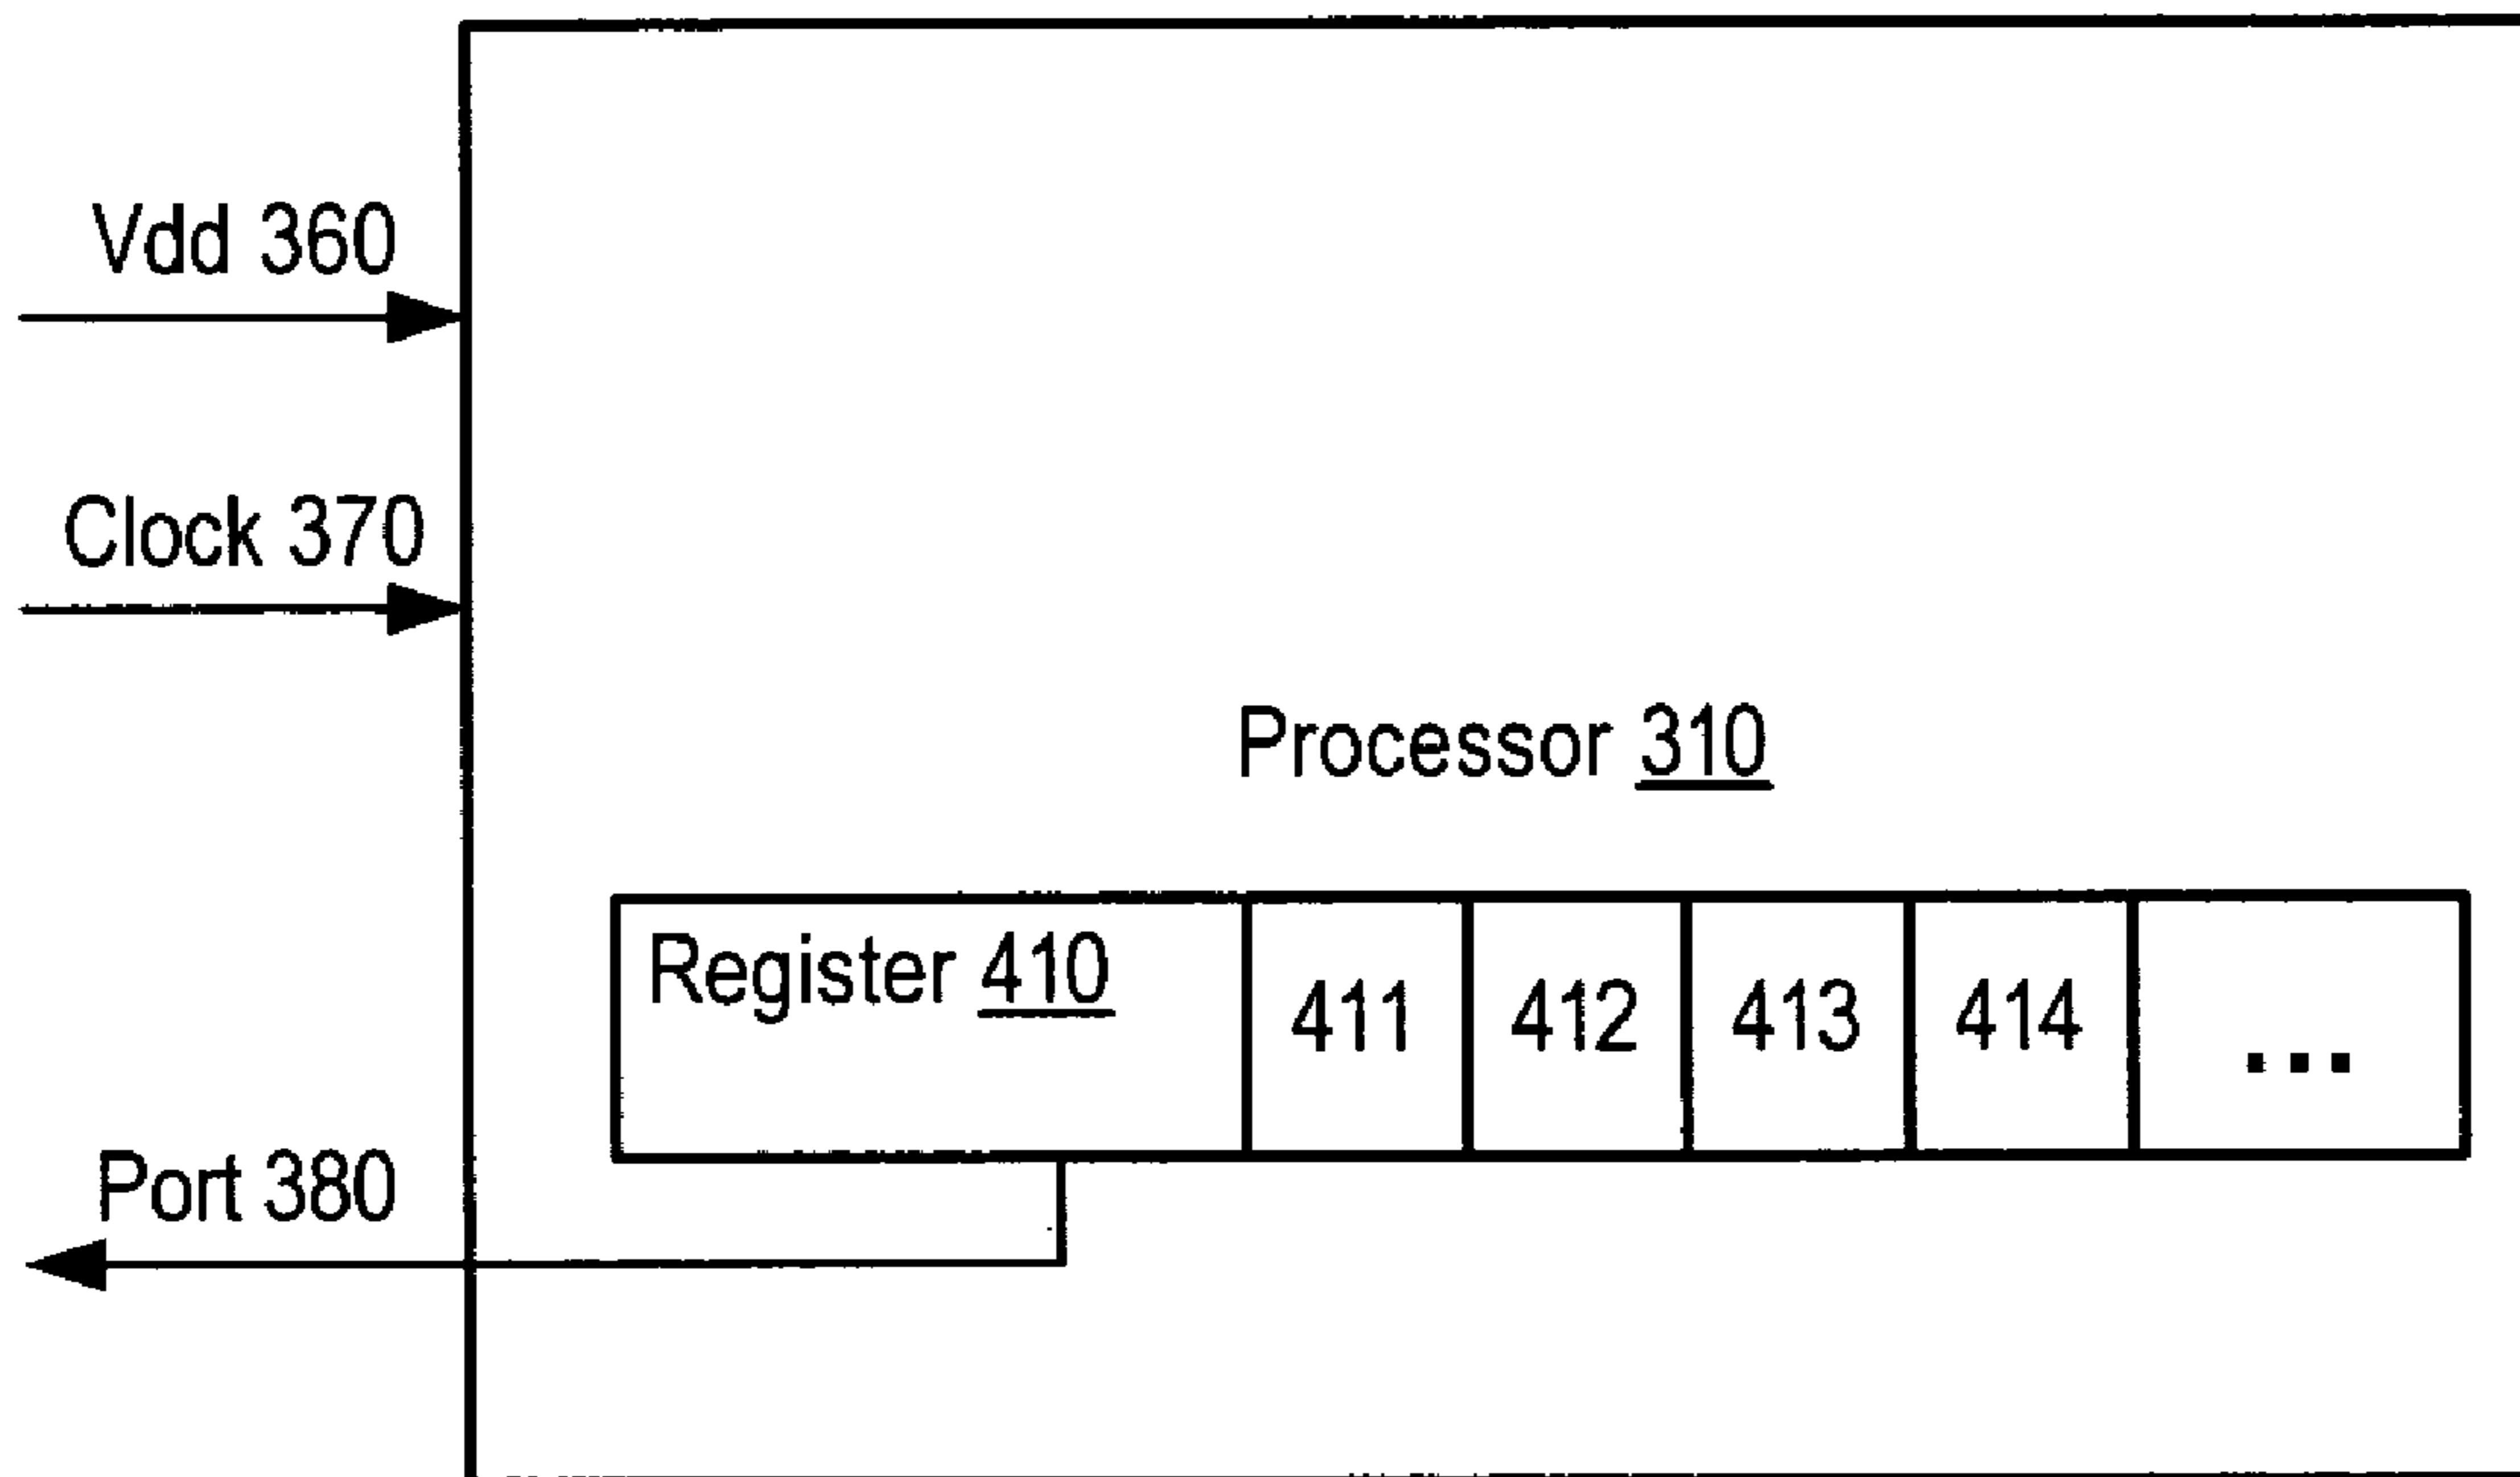 Vdd 360
Clock 370
Processor 310
Register 410
411
412
413
414
...
Port 380